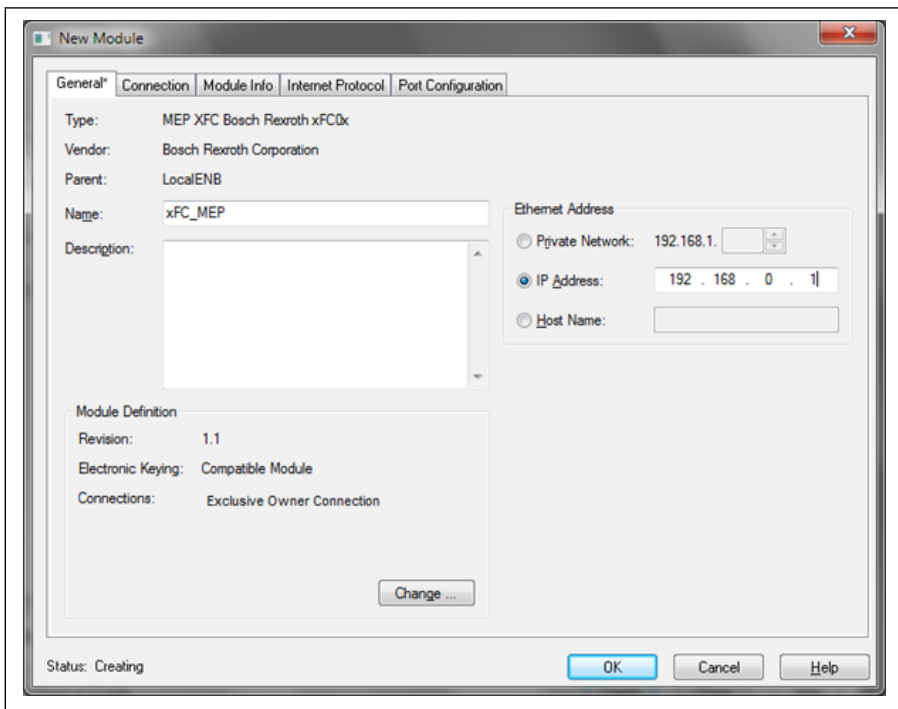 New Module
General* Connection Module Info Internet Protocol Port Configuration
Type: MEP XFC Bosch Rexroth xFC0x
Vendor: Bosch Rexroth Corporation
Parent: LocalENB
Name: xFC_MEP
Description:
Ethernet Address
Private Network: 192.168.1.
IP Address: 192 . 168 . 0 . 1
Host Name:
Module Definition
Revision: 1.1
Electronic Keying: Compatible Module
Connections: Exclusive Owner Connection
Change ...
Status: Creating
OK Cancel Help